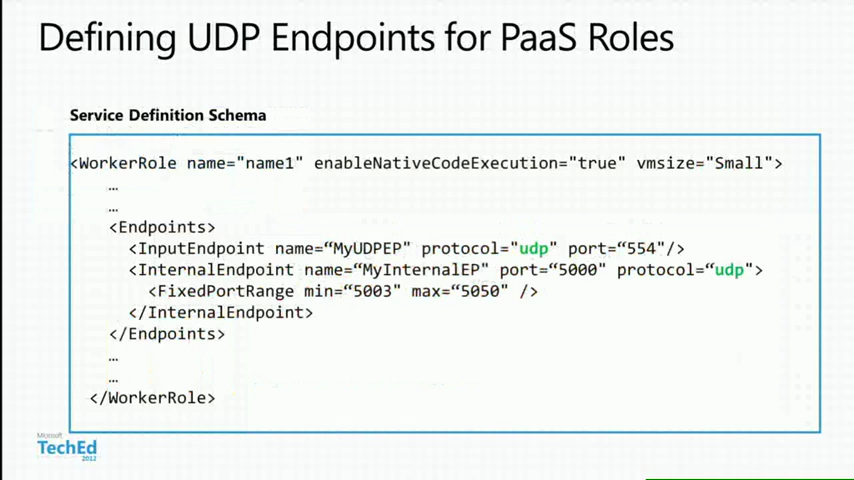 Defining UDP Endpoints for PaaS Roles
Service Definition Schema
<WorkerRole name="name1" enableNativeCodeExecution="true" vmsize="Small">
…
…
<Endpoints>
<InputEndpoint name=“MyUDPEP" protocol="udp" port=“554"/>
<InternalEndpoint name=“MyInternalEP" port=“5000" protocol=“udp">
<FixedPortRange min=“5003" max=“5050" />
</InternalEndpoint>
</Endpoints>
…
…
</WorkerRole>
Microsoft
TechEd
2012